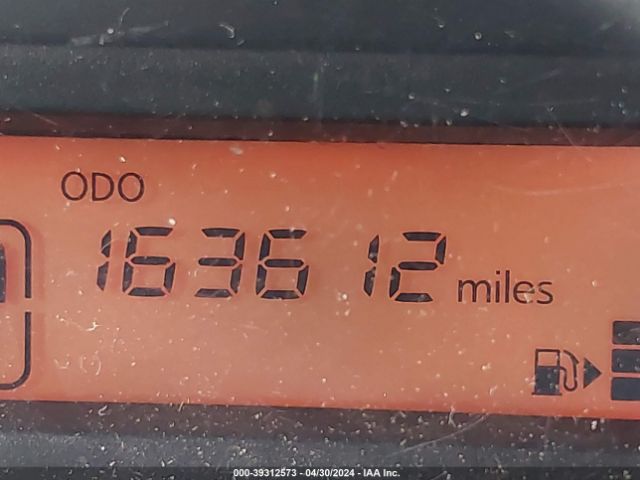 ODO
163612 miles
000-39312573 - 04/30/2024 - IAA Inc.